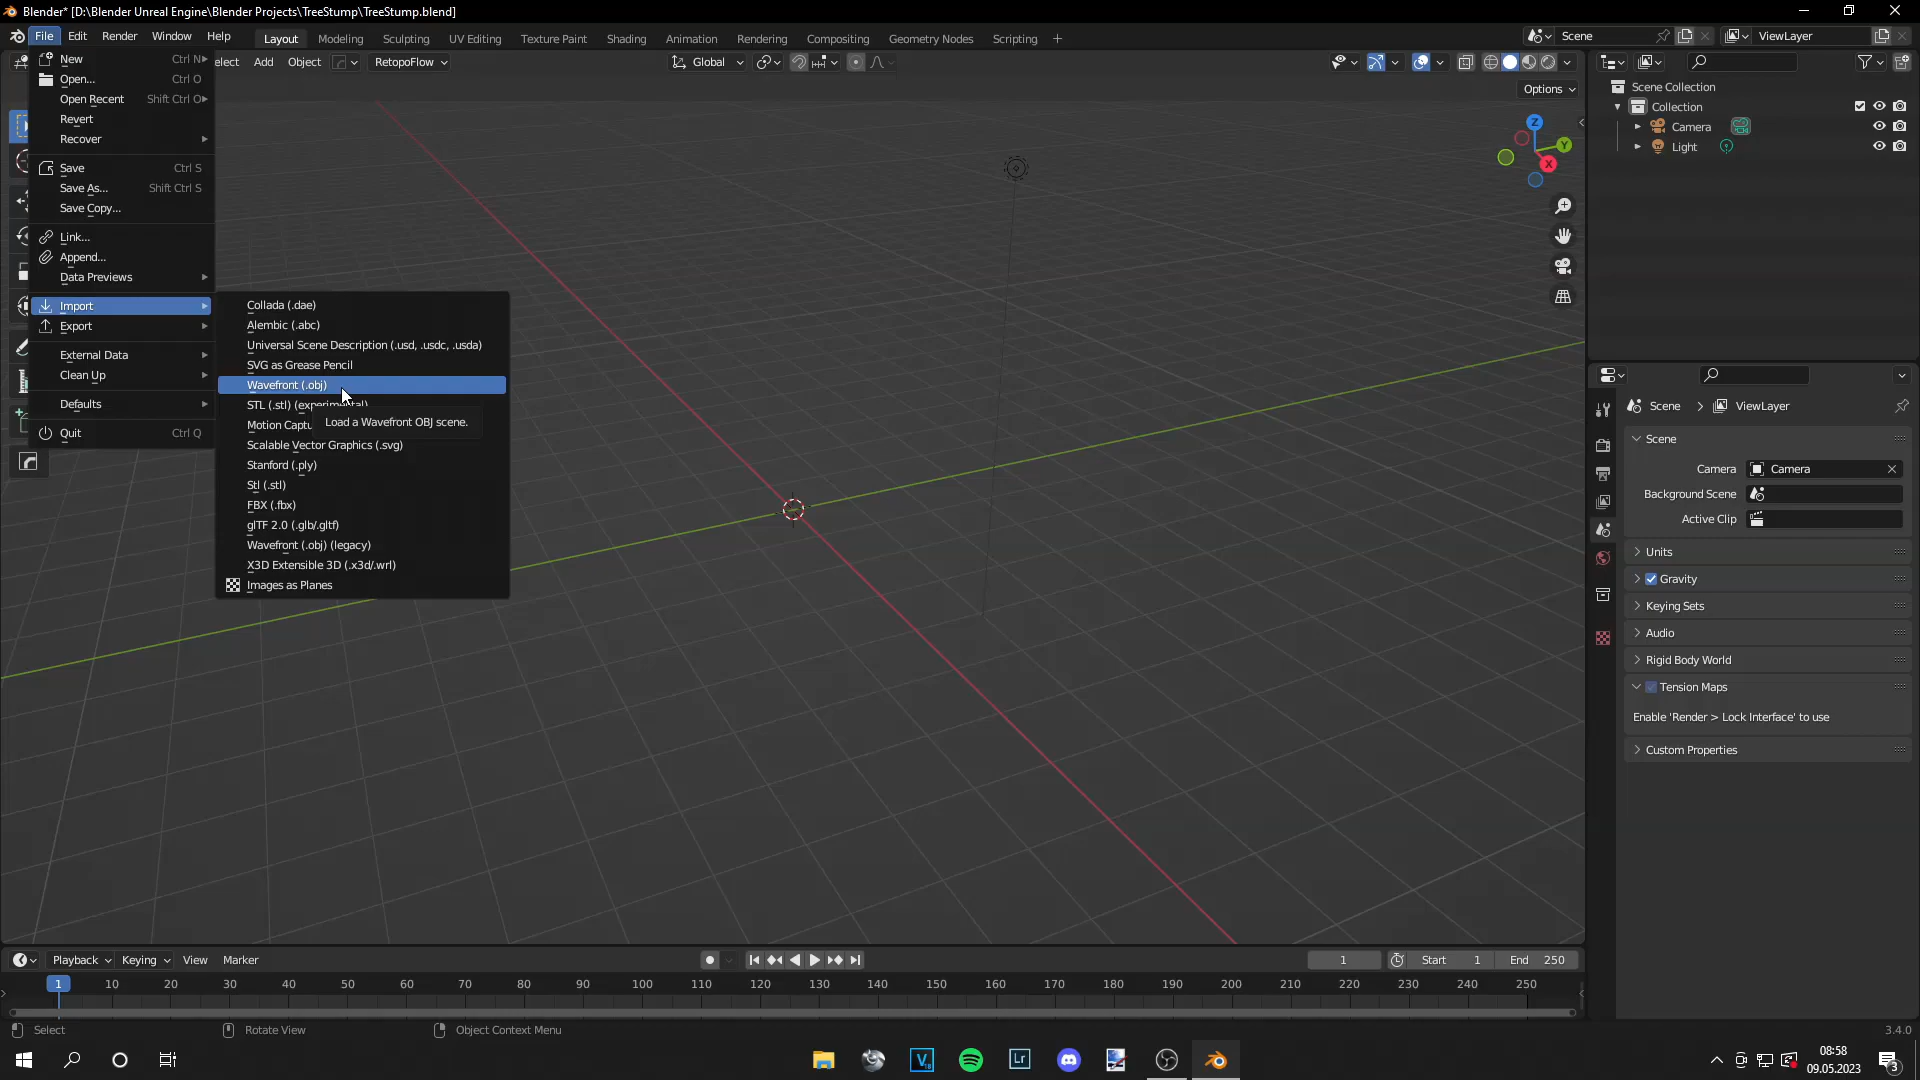 Blender* [D:\Blender Unreal Engine\Blender Projects\TreeStump\TreeStump.blend]
File Edit Render Window Help Layout Modeling Sculpting UV Editing Texture Paint Shading Animation Rendering Compositing Geometry Nodes Scripting + Scene ViewLayer
elect Add Object RetopoFlow Global
Options
New Ctrl N
Open... Ctrl O
Open Recent Shift Ctrl O
Revert
Recover
Save Ctrl S
Save As... Shift Ctrl S
Save Copy...
Link...
Append...
Data Previews
Import
Export
External Data
Clean Up
Defaults
Quit Ctrl Q
Collada (.dae)
Alembic (.abc)
Universal Scene Description (.usd, .usdc, .usda)
SVG as Grease Pencil
Wavefront (.obj)
STL (.stl) (experimental)
Motion Captu
Load a Wavefront OBJ scene.
Scalable Vector Graphics (.svg)
Stanford (.ply)
Stl (.stl)
FBX (.fbx)
glTF 2.0 (.glb/.gltf)
Wavefront (.obj) (legacy)
X3D Extensible 3D (.x3d/.wrl)
Images as Planes
Z
Y
X
Scene Collection
Collection
Camera
Light
Scene > ViewLayer
Scene
Camera Camera
Background Scene
Active Clip
Units
Gravity
Keying Sets
Audio
Rigid Body World
Tension Maps
Enable 'Render > Lock Interface' to use
Custom Properties
Playback Keying View Marker 1 Start 1 End 250
1 10 20 30 40 50 60 70 80 90 100 110 120 130 140 150 160 170 180 190 200 210 220 230 240 250
Select Rotate View Object Context Menu 3.4.0
V 18 Lr
08:58
09.05.2023
3